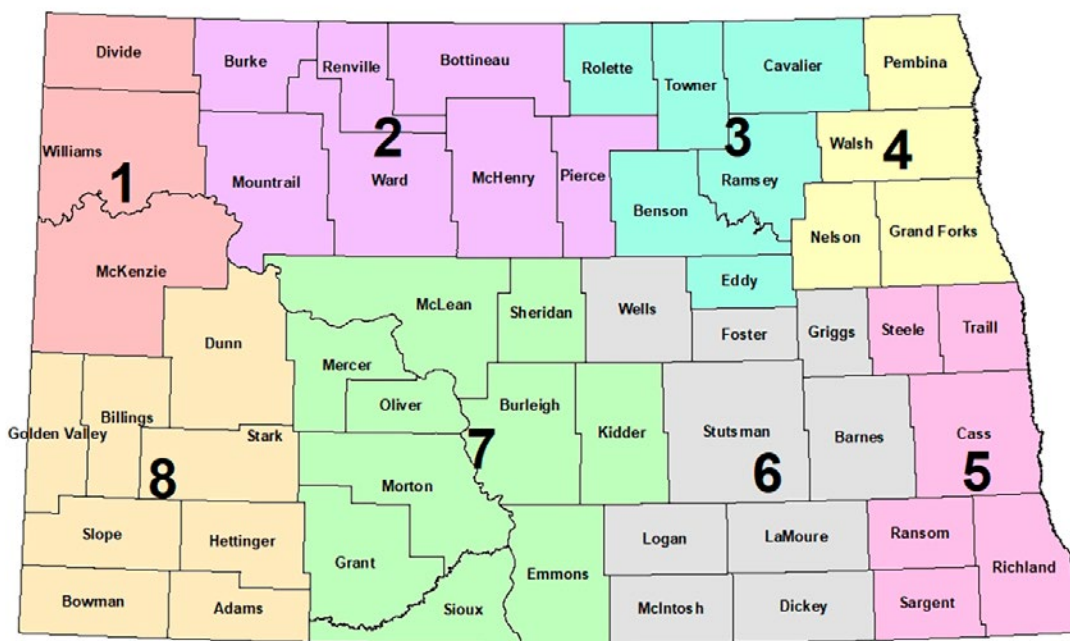 Divide
Burke
Renville
Bottineau
Rolette
Towner
Cavalier
Pembina
Williams
1
Mountrail
2
Ward
McHenry
Pierce
Benson
3
Ramsey
Walsh
4
Nelson
Grand Forks
McKenzie
Dunn
McLean
Sheridan
Wells
Eddy
Foster
Griggs
Steele
Traill
Golden Valley
Billings
Stark
8
Mercer
Oliver
Burleigh
7
Kidder
Stutsman
6
Barnes
Cass
5
Slope
Hettinger
Morton
Grant
Emmons
Logan
LaMoure
Ransom
Richland
Bowman
Adams
Sioux
McIntosh
Dickey
Sargent